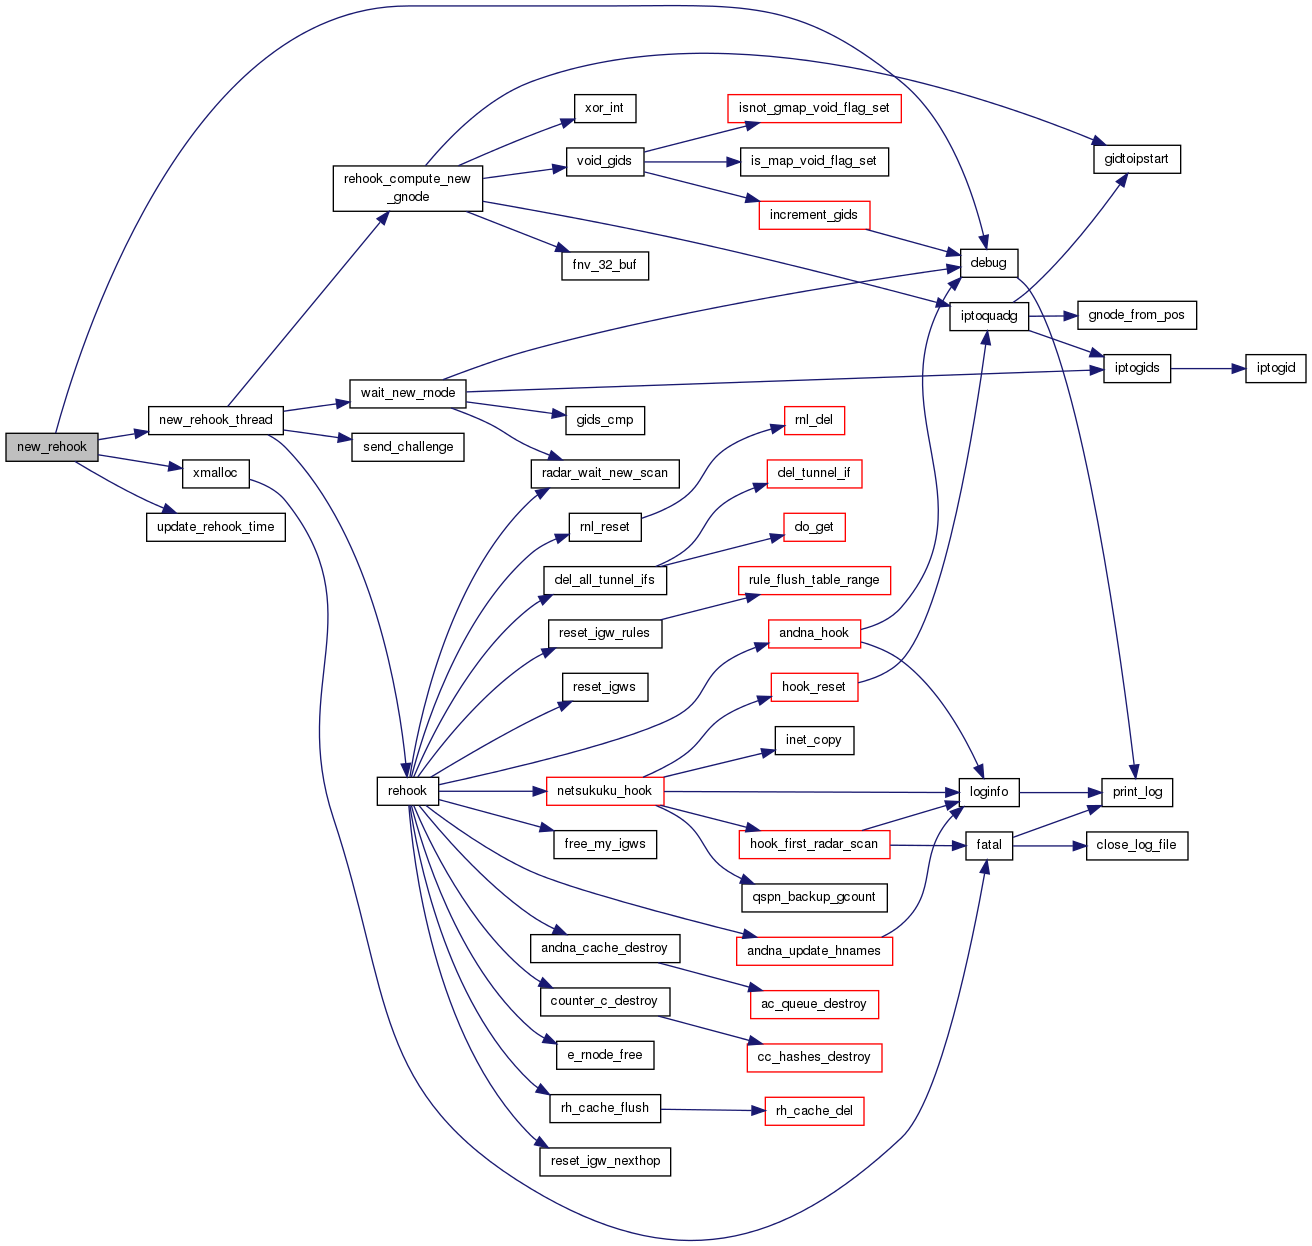 new_rehook
new_rehook_thread
xmalloc
update_rehook_time
rehook_compute_new
_gnode
wait_new_rnode
send_challenge
rehook
xor_int
void_gids
fnv_32_buf
gids_cmp
radar_wait_new_scan
rnl_reset
del_all_tunnel_ifs
reset_igw_rules
reset_igws
netsukuku_hook
free_my_igws
andna_cache_destroy
counter_c_destroy
e_rnode_free
rh_cache_flush
reset_igw_nexthop
isnot_gmap_void_flag_set
is_map_void_flag_set
increment_gids
rnl_del
del_tunnel_if
do_get
rule_flush_table_range
andna_hook
hook_reset
inet_copy
hook_first_radar_scan
qspn_backup_gcount
andna_update_hnames
ac_queue_destroy
cc_hashes_destroy
rh_cache_del
debug
iptoquadg
loginfo
fatal
gidtoipstart
gnode_from_pos
iptogids
print_log
close_log_file
iptogid